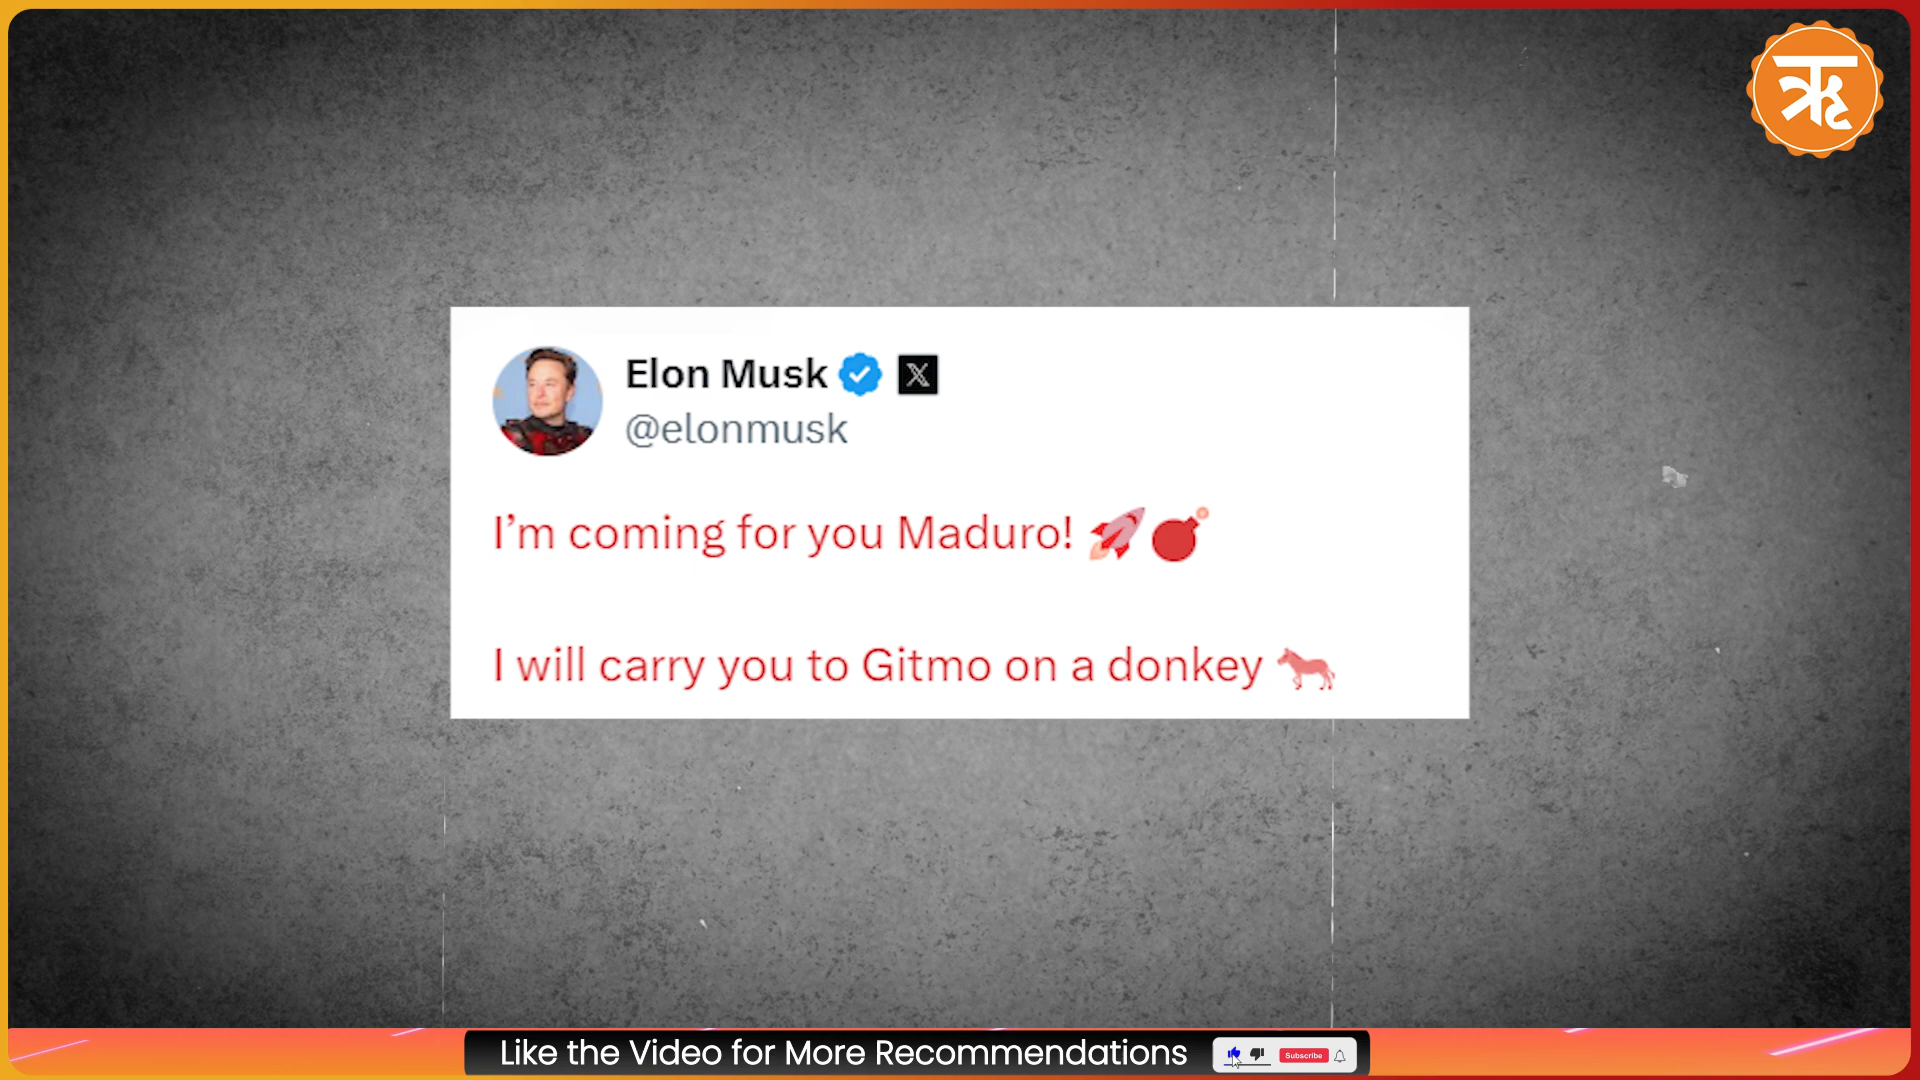 ऋ
Elon Musk
@elonmusk
I’m coming for you Maduro! 🚀💣
I will carry you to Gitmo on a donkey 🫏
Like the Video for More Recommendations
Subscribe